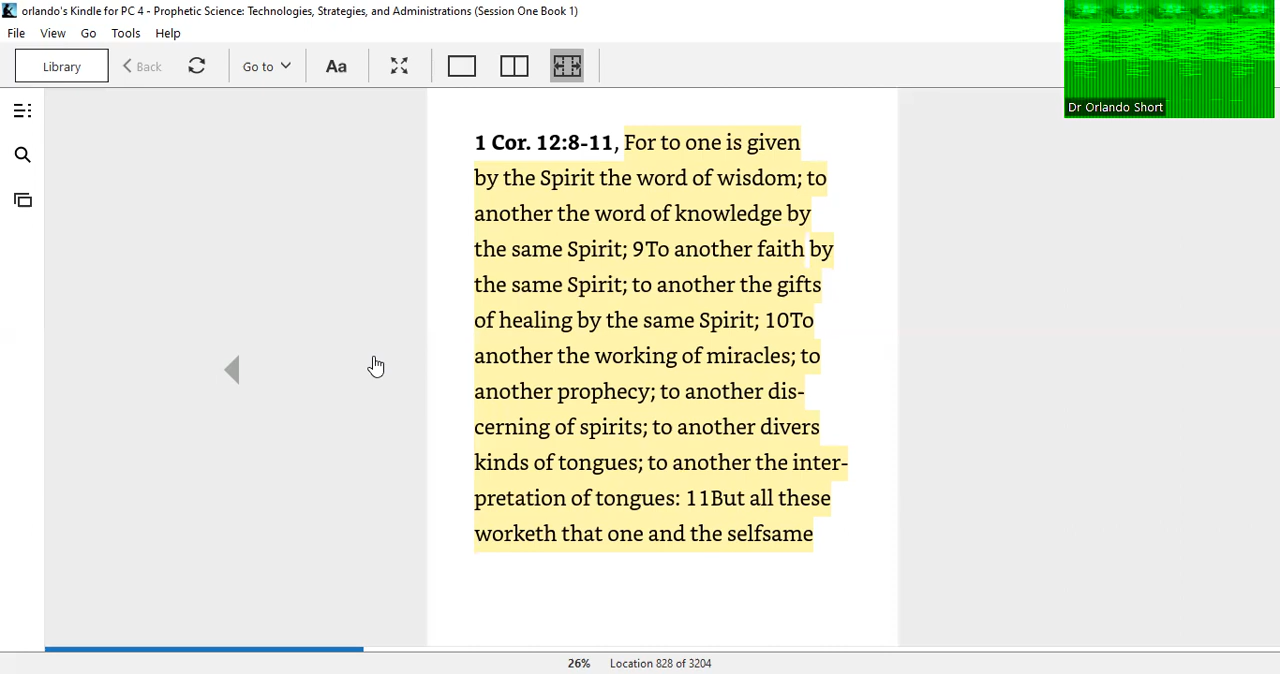 orlando's Kindle for PC 4 - Prophetic Science: Technologies, Strategies, and Administrations (Session One Book 1)
File View Go Tools Help
Library Back Go to Aa
Dr Orlando Short
1 Cor. 12:8-11, For to one is given
by the Spirit the word of wisdom; to
another the word of knowledge by
the same Spirit; 9To another faith by
the same Spirit; to another the gifts
of healing by the same Spirit; 10To
another the working of miracles; to
another prophecy; to another dis-
cerning of spirits; to another divers
kinds of tongues; to another the inter-
pretation of tongues: 11But all these
worketh that one and the selfsame
26% Location 828 of 3204